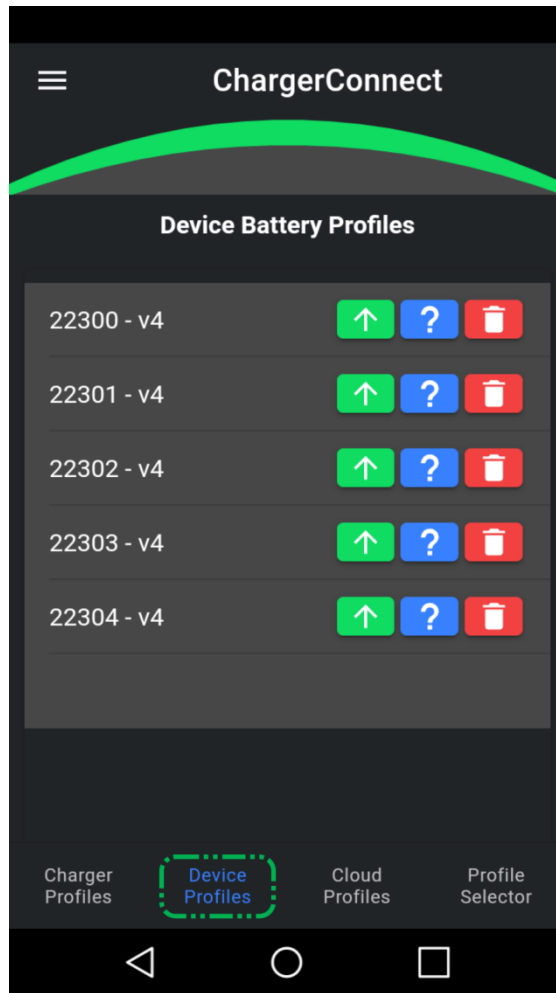 ChargerConnect
Device Battery Profiles
22300 - v4
?
22301 - v4
?
22302 - v4
?
22303 - v4
?
22304 - v4
?
Charger
Profiles
Device
Profiles
Cloud
Profiles
Profile
Selector